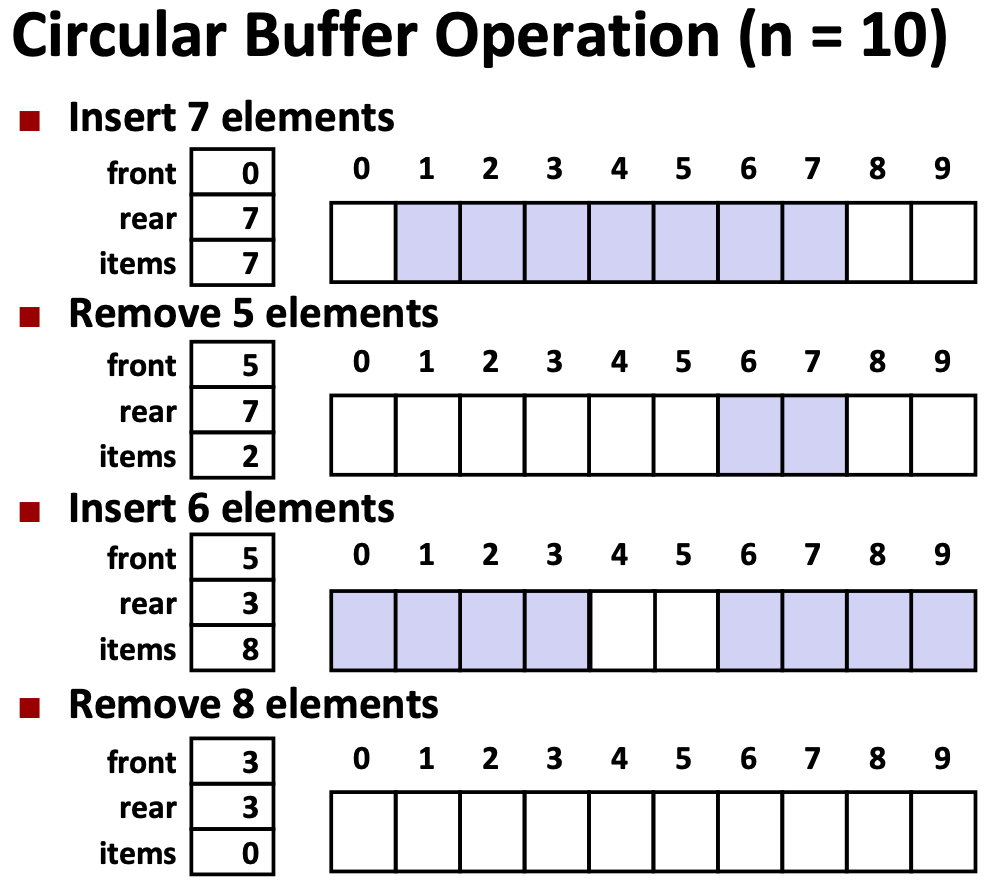 Circular Buffer Operation (n = 10)
Insert 7 elements
front 0 0 1 2 3 4 5 6 7 8 9
rear 7
items 7
Remove 5 elements
front 5 0 1 2 3 4 5 6 7 8 9
rear 7
items 2
Insert 6 elements
front 5 0 1 2 3 4 5 6 7 8 9
rear 3
items 8
Remove 8 elements
front 3 0 1 2 3 4 5 6 7 8 9
rear 3
items 0